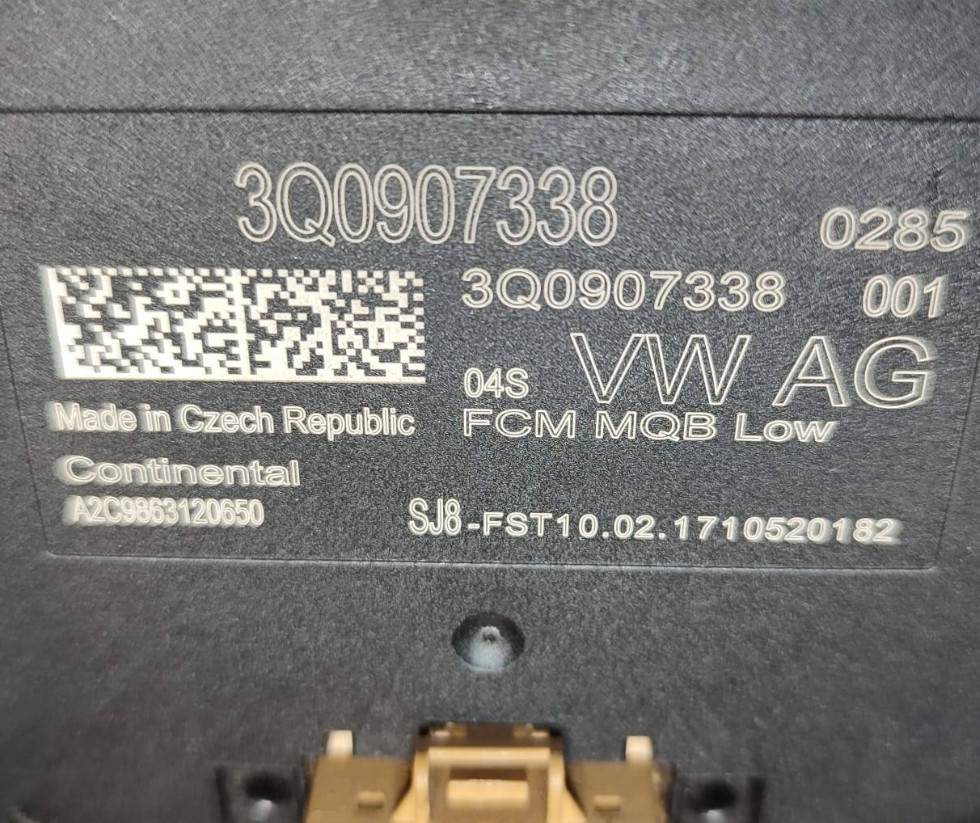 3Q0907338
0285
3Q0907338 001
04S VW AG
Made in Czech Republic
FCM MQB Low
Continental
A2C9863120650
SJ8-FST10.02.1710520182